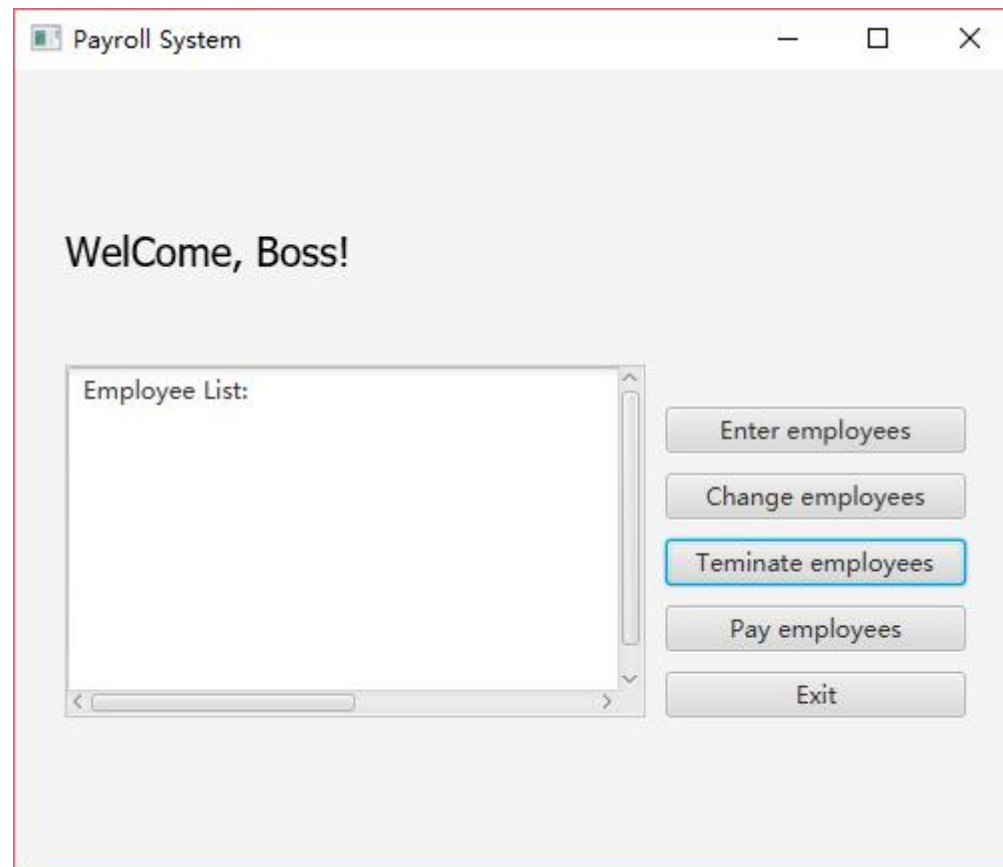 Payroll System
WelCome, Boss!
Employee List:
Enter employees
Change employees
Teminate employees
Pay employees
Exit